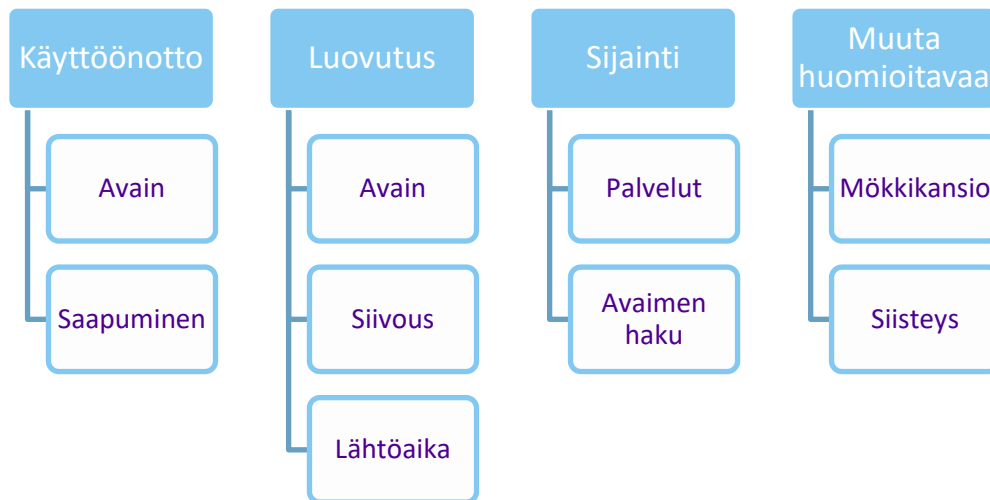 Käyttöönotto
Avain
Saapuminen
Luovutus
Avain
Siivous
Lähtöaika
Sijainti
Palvelut
Avaimen
haku
Muuta
huomioitavaa
Mökkikansio
Siisteys